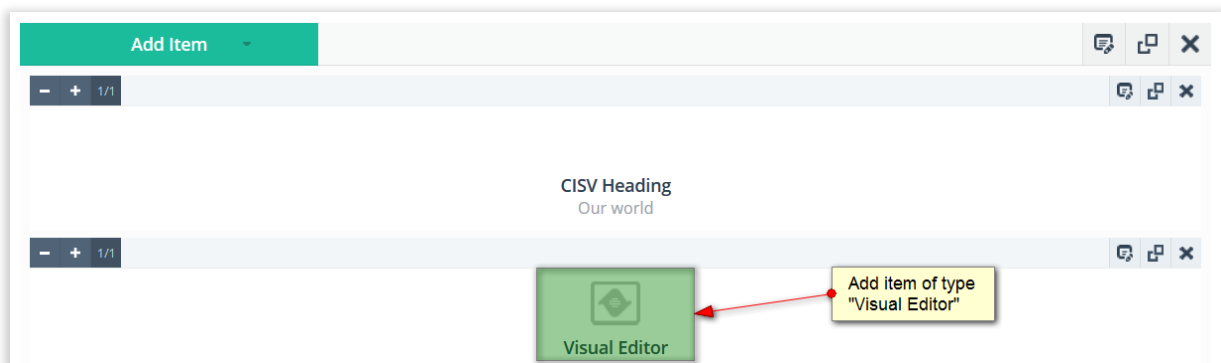 Add Item
- + 1/1
CISV Heading
Our world
- + 1/1
Add item of type
"Visual Editor"
Visual Editor